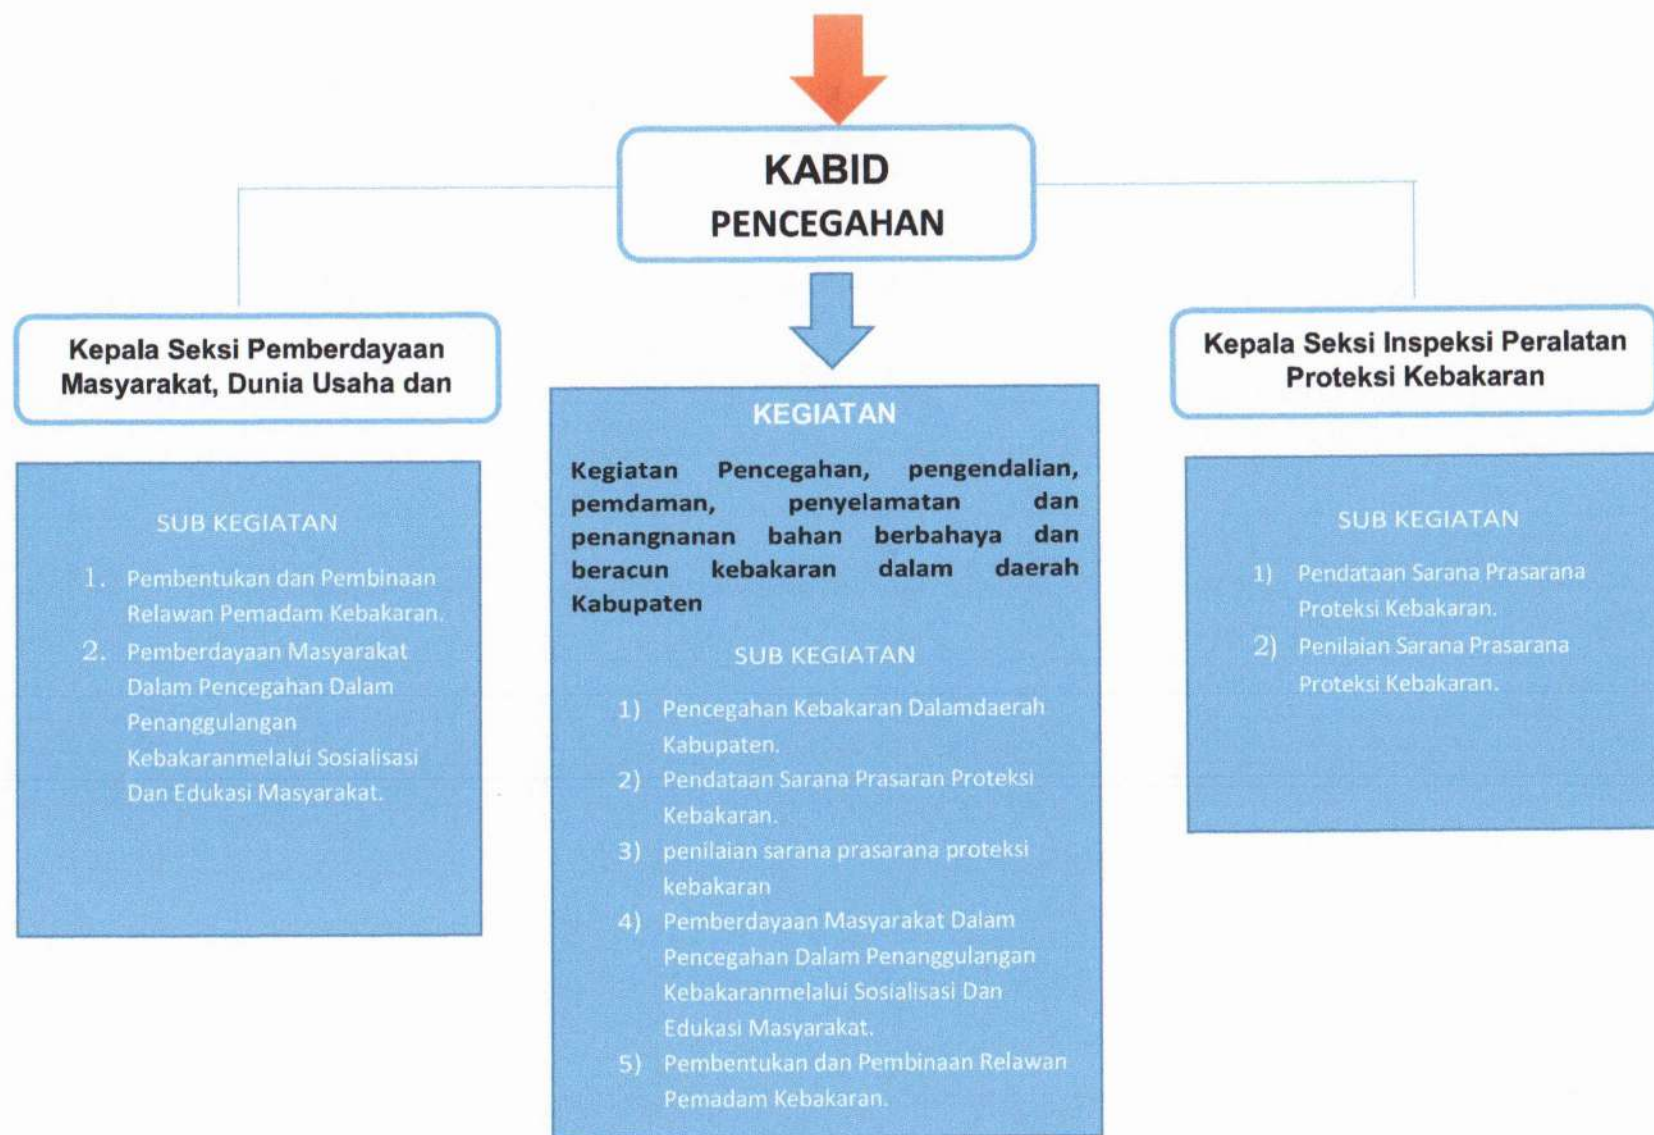 KABID
PENCEGAHAN
Kepala Seksi Pemberdayaan
Masyarakat, Dunia Usaha dan
SUB KEGIATAN
1. Pembentukan dan Pembinaan
Relawan Pemadam Kebakaran.
2. Pemberdayaan Masyarakat
Dalam Pencegahan Dalam
Penanggulangan
Kebakaranmelalui Sosialisasi
Dan Edukasi Masyarakat.
KEGIATAN
Kegiatan Pencegahan, pengendalian,
pemdaman, penyelamatan dan
penangnanan bahan berbahaya dan
beracun kebakaran dalam daerah
Kabupaten
SUB KEGIATAN
1) Pencegahan Kebakaran Dalamdaerah
Kabupaten.
2) Pendataan Sarana Prasaran Proteksi
Kebakaran.
3) penilaian sarana prasarana proteksi
kebakaran
4) Pemberdayaan Masyarakat Dalam
Pencegahan Dalam Penanggulangan
Kebakaranmelalui Sosialisasi Dan
Edukasi Masyarakat.
5) Pembentukan dan Pembinaan Relawan
Pemadam Kebakaran.
Kepala Seksi Inspeksi Peralatan
Proteksi Kebakaran
SUB KEGIATAN
1) Pendataan Sarana Prasarana
Proteksi Kebakaran.
2) Penilaian Sarana Prasarana
Proteksi Kebakaran.